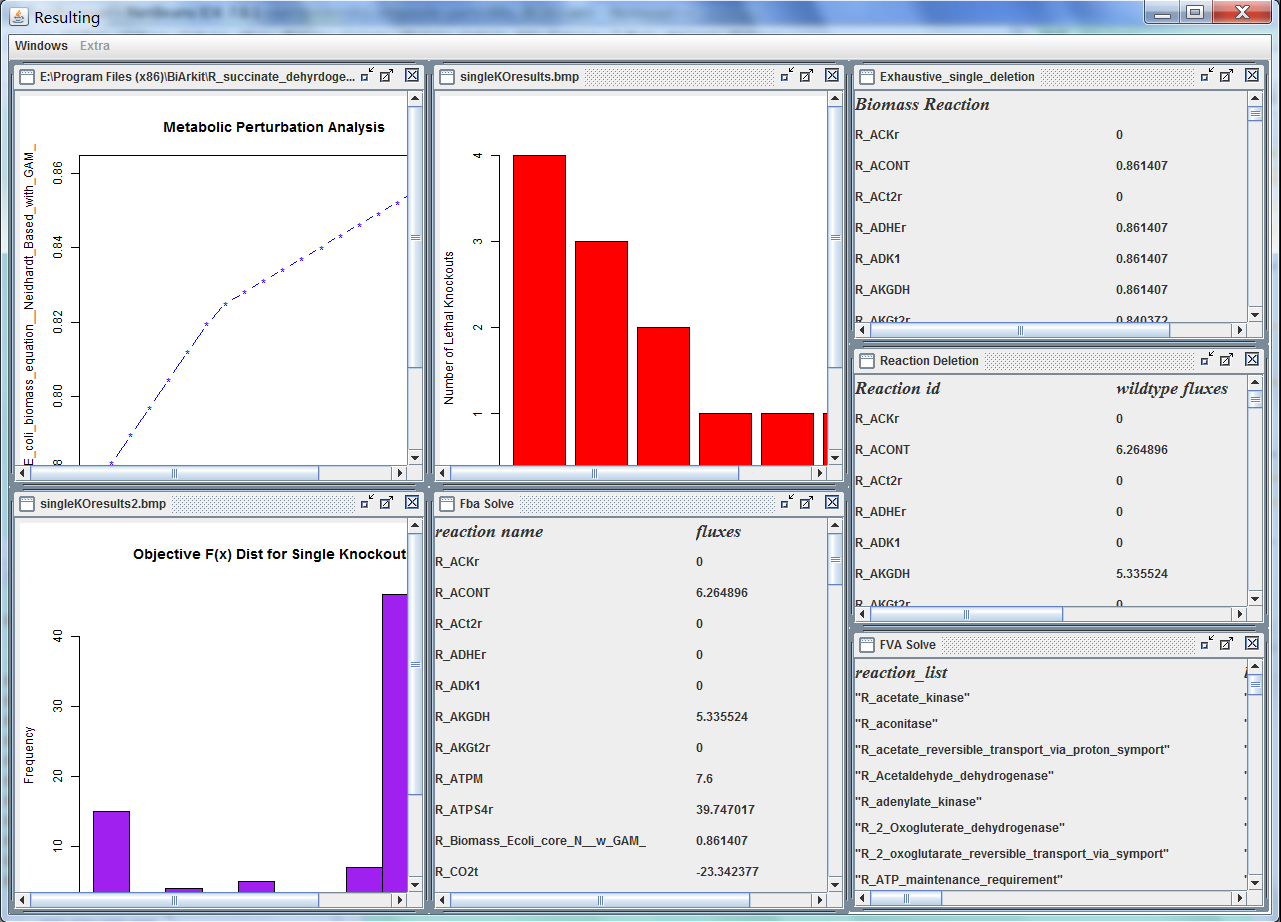 Resulting
Windows Extra
E:\Program Files (x86)\BiArkit\R_succinate_dehyrdoge...
Metabolic Perturbation Analysis
E_coli_biomass_equation__Neidhardt_Based_with_GAM_
0.86
0.84
0.82
0.80
singleKOresults.bmp
Number of Lethal Knockouts
4
3
2
1
Exhaustive_single_deletion
Biomass Reaction
R_ACKr 0
R_ACONT 0.861407
R_ACt2r 0
R_ADHEr 0.861407
R_ADK1 0.861407
R_AKGDH 0.861407
R_AKGt2r 0.840372
Reaction Deletion
Reaction id wildtype fluxes
R_ACKr 0
R_ACONT 6.264896
R_ACt2r 0
R_ADHEr 0
R_ADK1 0
R_AKGDH 5.335524
R_AKGt2r 0
singleKOresults2.bmp
Objective F(x) Dist for Single Knockout
Frequency
40
30
20
10
Fba Solve
reaction name fluxes
R_ACKr 0
R_ACONT 6.264896
R_ACt2r 0
R_ADHEr 0
R_ADK1 0
R_AKGDH 5.335524
R_AKGt2r 0
R_ATPM 7.6
R_ATPS4r 39.747017
R_Biomass_Ecoli_core_N__w_GAM_ 0.861407
R_CO2t -23.342377
FVA Solve
reaction_list
"R_acetate_kinase"
"R_aconitase"
"R_acetate_reversible_transport_via_proton_symport"
"R_Acetaldehyde_dehydrogenase"
"R_adenylate_kinase"
"R_2_Oxogluterate_dehydrogenase"
"R_2_oxoglutarate_reversible_transport_via_symport"
"R_ATP_maintenance_requirement"